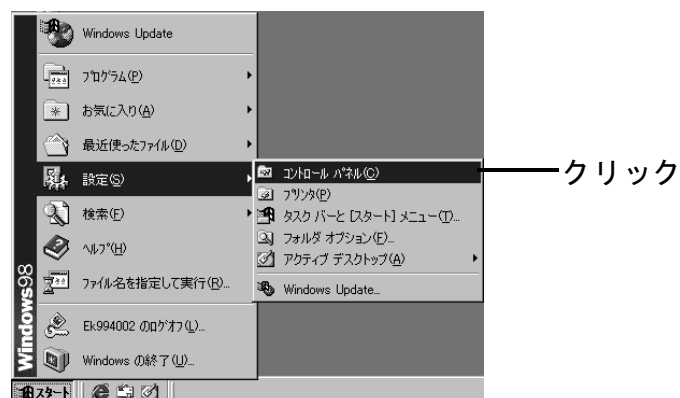 Windows Update
プログラム(P)
お気に入り(A)
最近使ったファイル(D)
設定(S)
検索(F)
ヘルプ(H)
ファイル名を指定して実行(R)...
Ek994002 のログオフ(L)...
Windows の終了(U)...
Windows98
スタート
コントロール パネル(C)
プリンタ(P)
タスク バーと [スタート] メニュー(T)...
フォルダ オプション(F)...
アクティブ デスクトップ(A)
Windows Update...
クリック